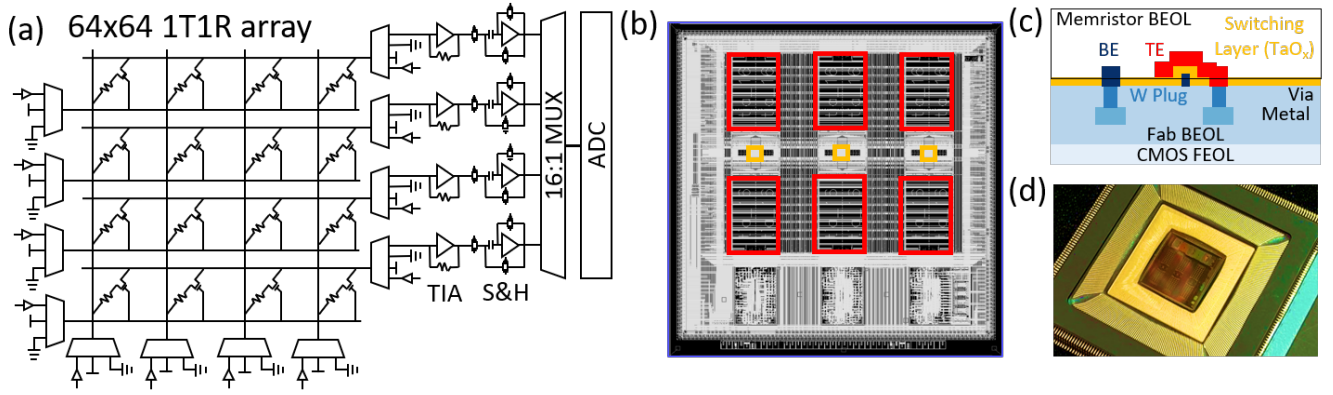 (a) 64x64 1T1R array
TIA
S&H
16:1 MUX
ADC
(b)
(c)
Memristor BEOL
Switching
Layer (TaOₓ)
BE
TE
W Plug
Via
Metal
Fab BEOL
CMOS FEOL
(d)